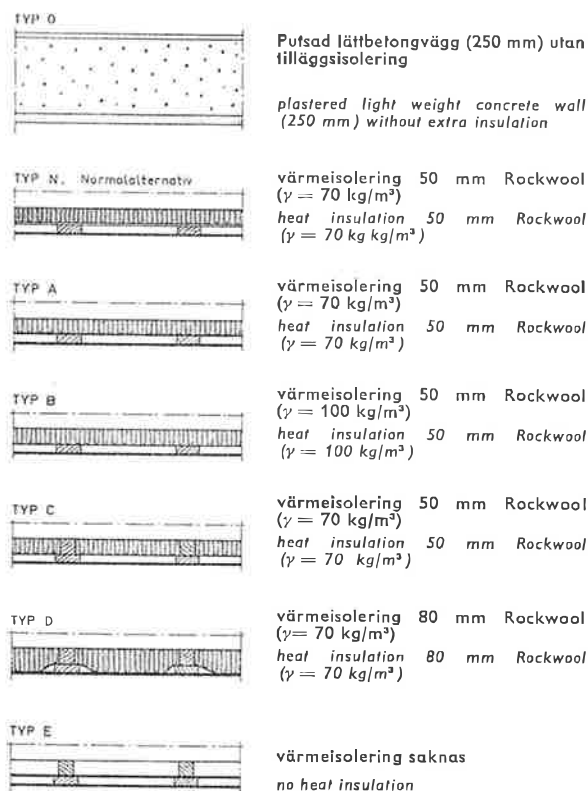 TYP O
Putsad lättbetongvägg (250 mm) utan
tilläggsisolering
plastered light weight concrete wall
(250 mm) without extra insulation
TYP N. Normalalternativ
värmeisolering 50 mm Rockwool
(γ = 70 kg/m³)
heat insulation 50 mm Rockwool
(γ = 70 kg kg/m³)
TYP A
värmeisolering 50 mm Rockwool
(γ = 70 kg/m³)
heat insulation 50 mm Rockwool
(γ = 70 kg/m³)
TYP B
värmeisolering 50 mm Rockwool
(γ = 100 kg/m³)
heat insulation 50 mm Rockwool
(γ = 100 kg/m³)
TYP C
värmeisolering 50 mm Rockwool
(γ = 70 kg/m³)
heat insulation 50 mm Rockwool
(γ = 70 kg/m³)
TYP D
värmeisolering 80 mm Rockwool
(γ= 70 kg/m³)
heat insulation 80 mm Rockwool
(γ = 70 kg/m³)
TYP E
värmeisolering saknas
no heat insulation